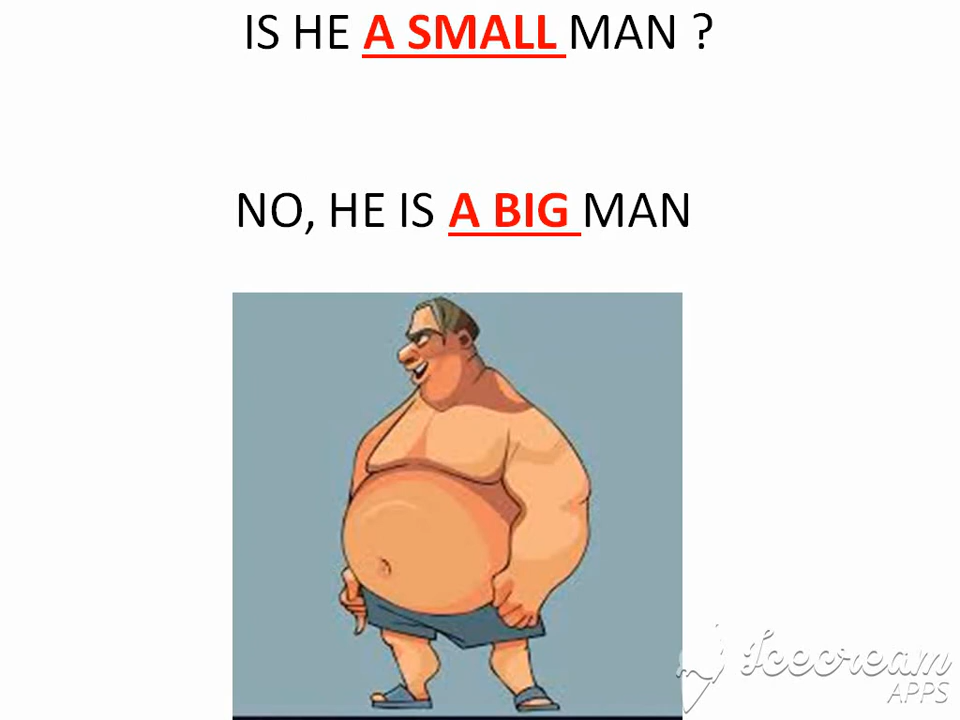 IS HE A SMALL MAN ?
NO, HE IS A BIG MAN
Icecream
APPS